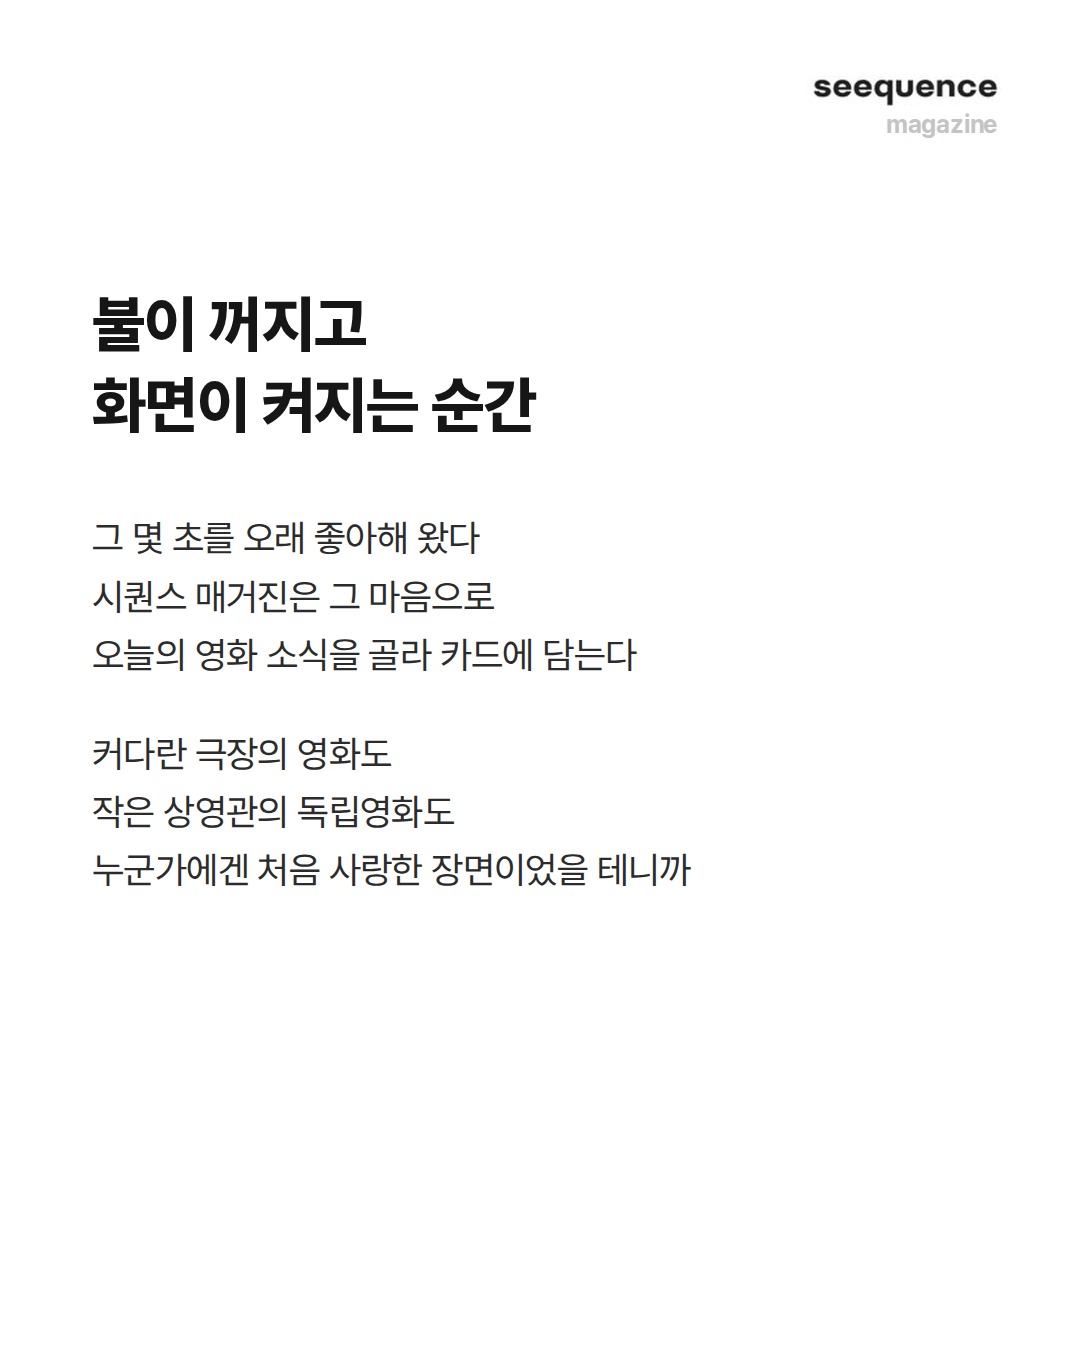 seequence
magazine
불이 꺼지고
화면이 켜지는 순간
그 몇 초를 오래 좋아해 왔다
시퀀스 매거진은 그 마음으로
오늘의 영화 소식을 골라 카드에 담는다
커다란 극장의 영화도
작은 상영관의 독립영화도
누군가에겐 처음 사랑한 장면이었을 테니까